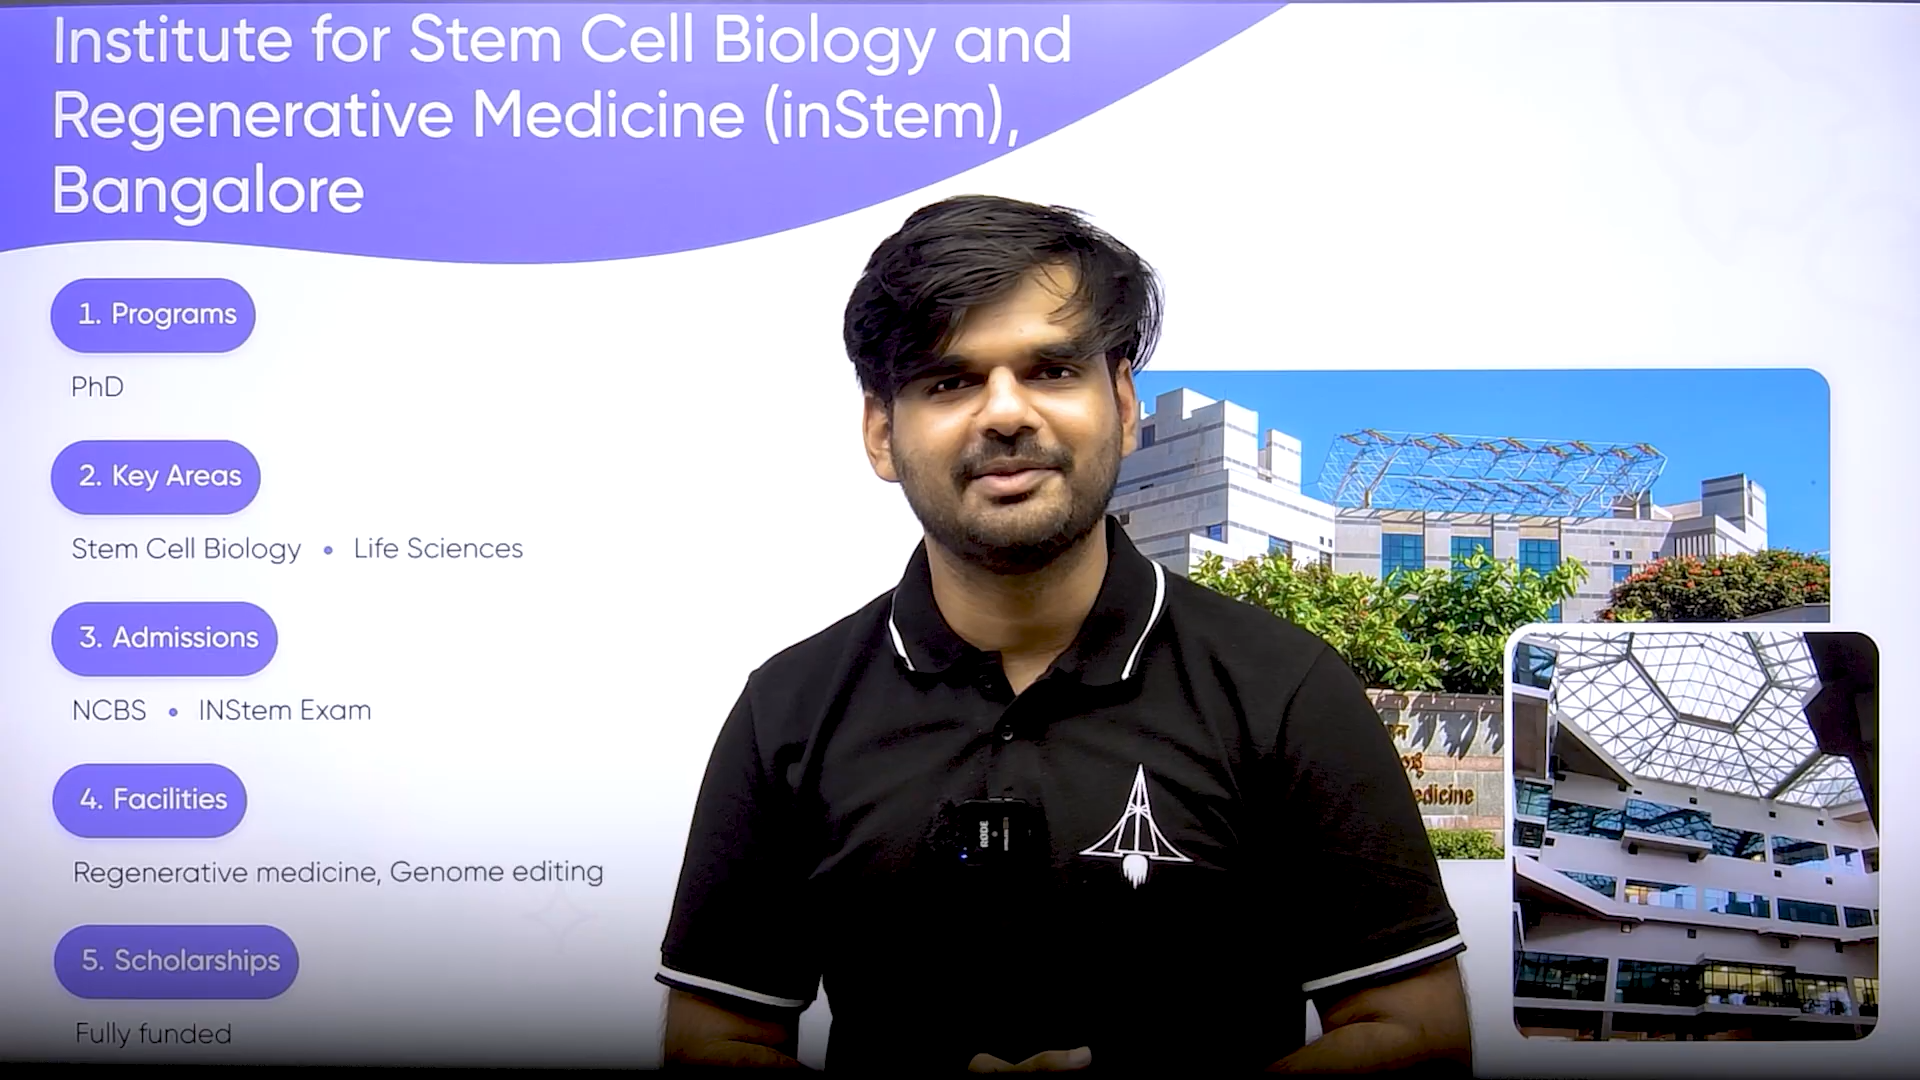 Institute for Stem Cell Biology and
Regenerative Medicine (inStem),
Bangalore
1. Programs
PhD
2. Key Areas
Stem Cell Biology • Life Sciences
3. Admissions
NCBS • INStem Exam
4. Facilities
Regenerative medicine, Genome editing
5. Scholarships
Fully funded
RODE
edicine